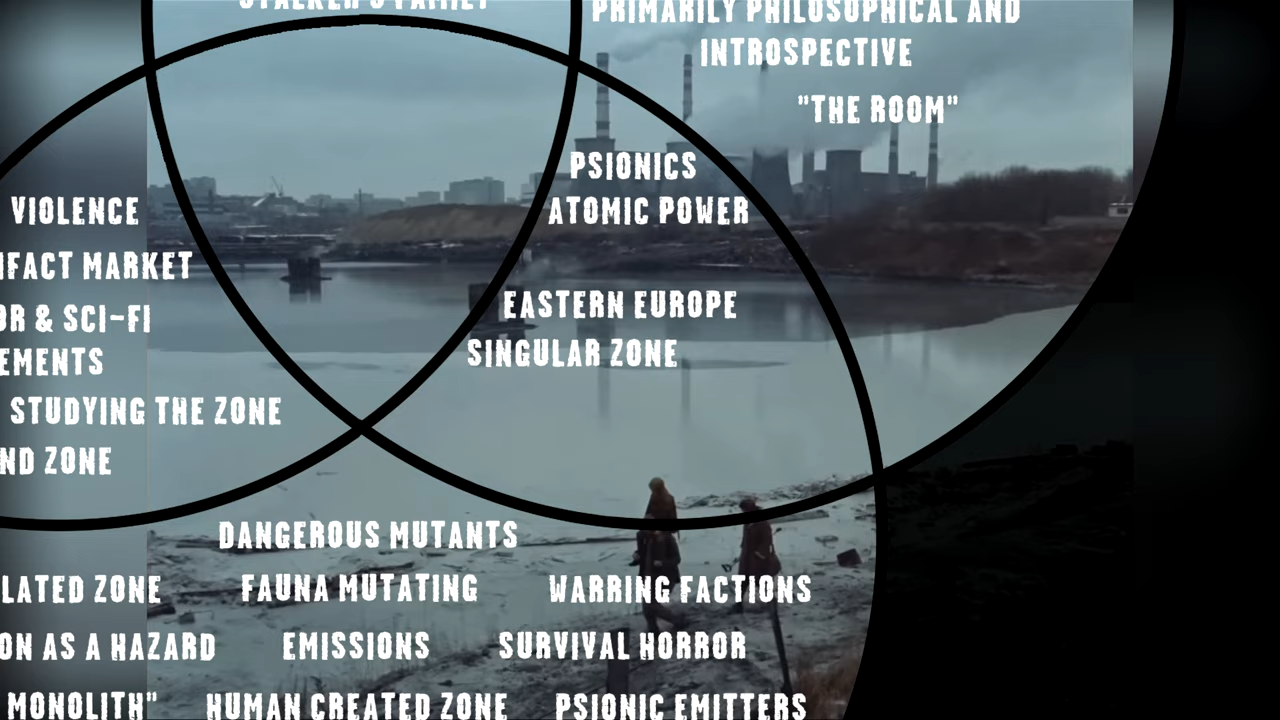 STALKER'S FAMILY
PRIMARILY PHILOSOPHICAL AND
INTROSPECTIVE
"THE ROOM"
PSIONICS
ATOMIC POWER
VIOLENCE
IFACT MARKET
OR & SCI-FI
EMENTS
EASTERN EUROPE
SINGULAR ZONE
STUDYING THE ZONE
ND ZONE
DANGEROUS MUTANTS
LATED ZONE
FAUNA MUTATING
WARRING FACTIONS
ON AS A HAZARD
EMISSIONS
SURVIVAL HORROR
MONOLITH"
HUMAN CREATED ZONE
PSIONIC EMITTERS